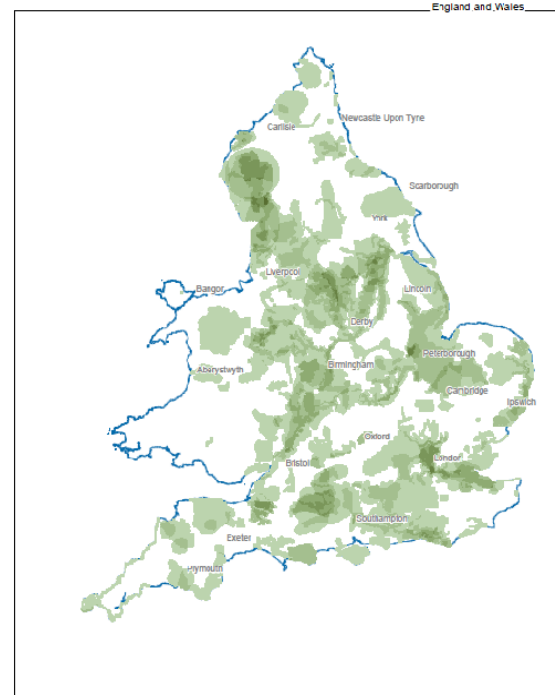 England and Wales
Newcastle Upon Tyre
Carlisle
Scarborough
York
Liverpool
Bangor
Lincoln
Derby
Peterborough
Aberystwyth
Birmingham
Cambridge
Ipswich
Oxford
London
Bristol
Southampton
Exeter
Plymouth